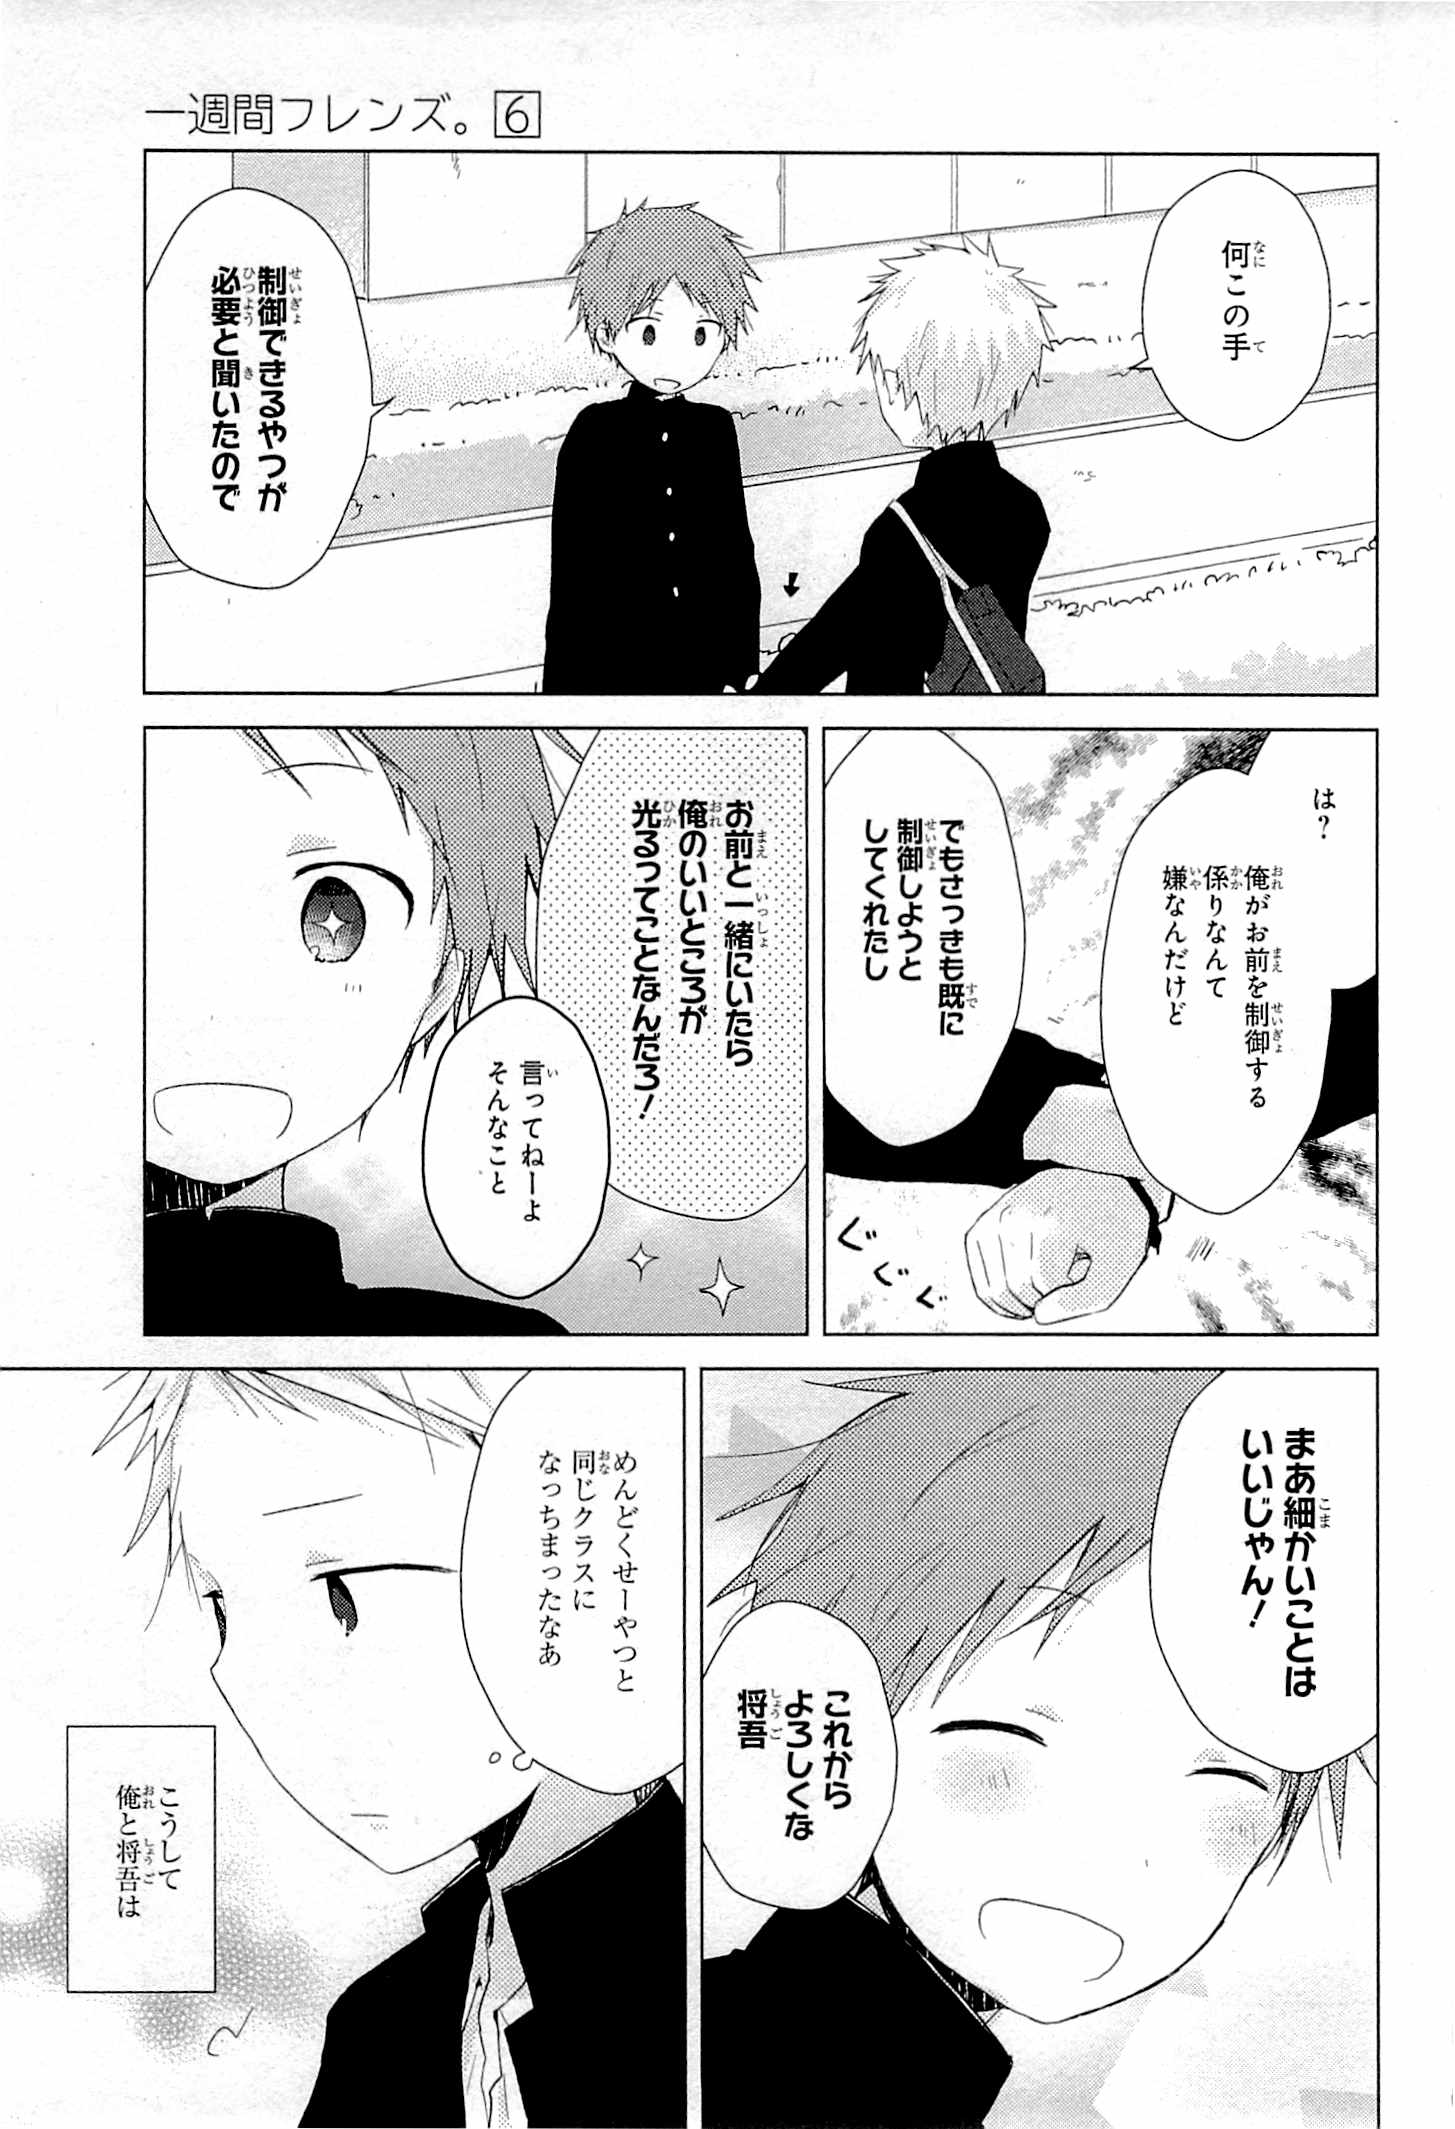 一週間フレンズ。6
何この手
制御できるやつが
必要と聞いたので
は?
俺がお前を制御する
係りなんて
嫌なんだけど
でもさっきも既に
制御しようと
してくれたし
ぐぐぐ
お前と一緒にいたら
俺のいいところが
光るってことなんだろ!
言ってねーよ
そんなこと
まあ細かいことは
いいじゃん!
これから
よろしくな
将吾
めんどくせーやつと
同じクラスに
なっちまったなあ
こうして
俺と将吾は